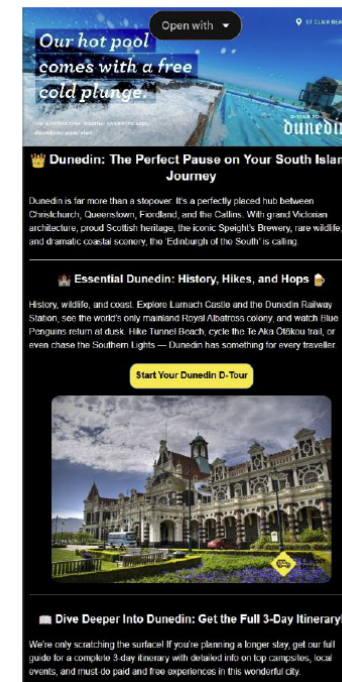 Open with
ST CLAIR BEA
Our hot pool
comes with a free
cold plunge.
dunedin
👑 Dunedin: The Perfect Pause on Your South Islan
Journey
Dunedin is far more than a stopover. It's a perfectly placed hub between
Christchurch, Queenstown, Fiordland, and the Catlins. With grand Victorian
architecture, proud Scottish heritage, the iconic Speight's Brewery, rare wildlife,
and dramatic coastal scenery, the 'Edinburgh of the South' is calling.
🏰 Essential Dunedin: History, Hikes, and Hops 🍺
History, wildlife, and coast. Explore Larnach Castle and the Dunedin Railway
Station, see the world's only mainland Royal Albatross colony, and watch Blue
Penguins return at dusk. Hike Tunnel Beach, cycle the Te Aka Ōtākou trail, or
even chase the Southern Lights — Dunedin has something for every traveller.
Start Your Dunedin D-Tour
📖 Dive Deeper Into Dunedin: Get the Full 3-Day Itinerary!
We're only scratching the surface! If you're planning a longer stay, get our full
guide for a complete 3-day itinerary with detailed info on top campsites, local
events, and must-do paid and free experiences in this wonderful city.